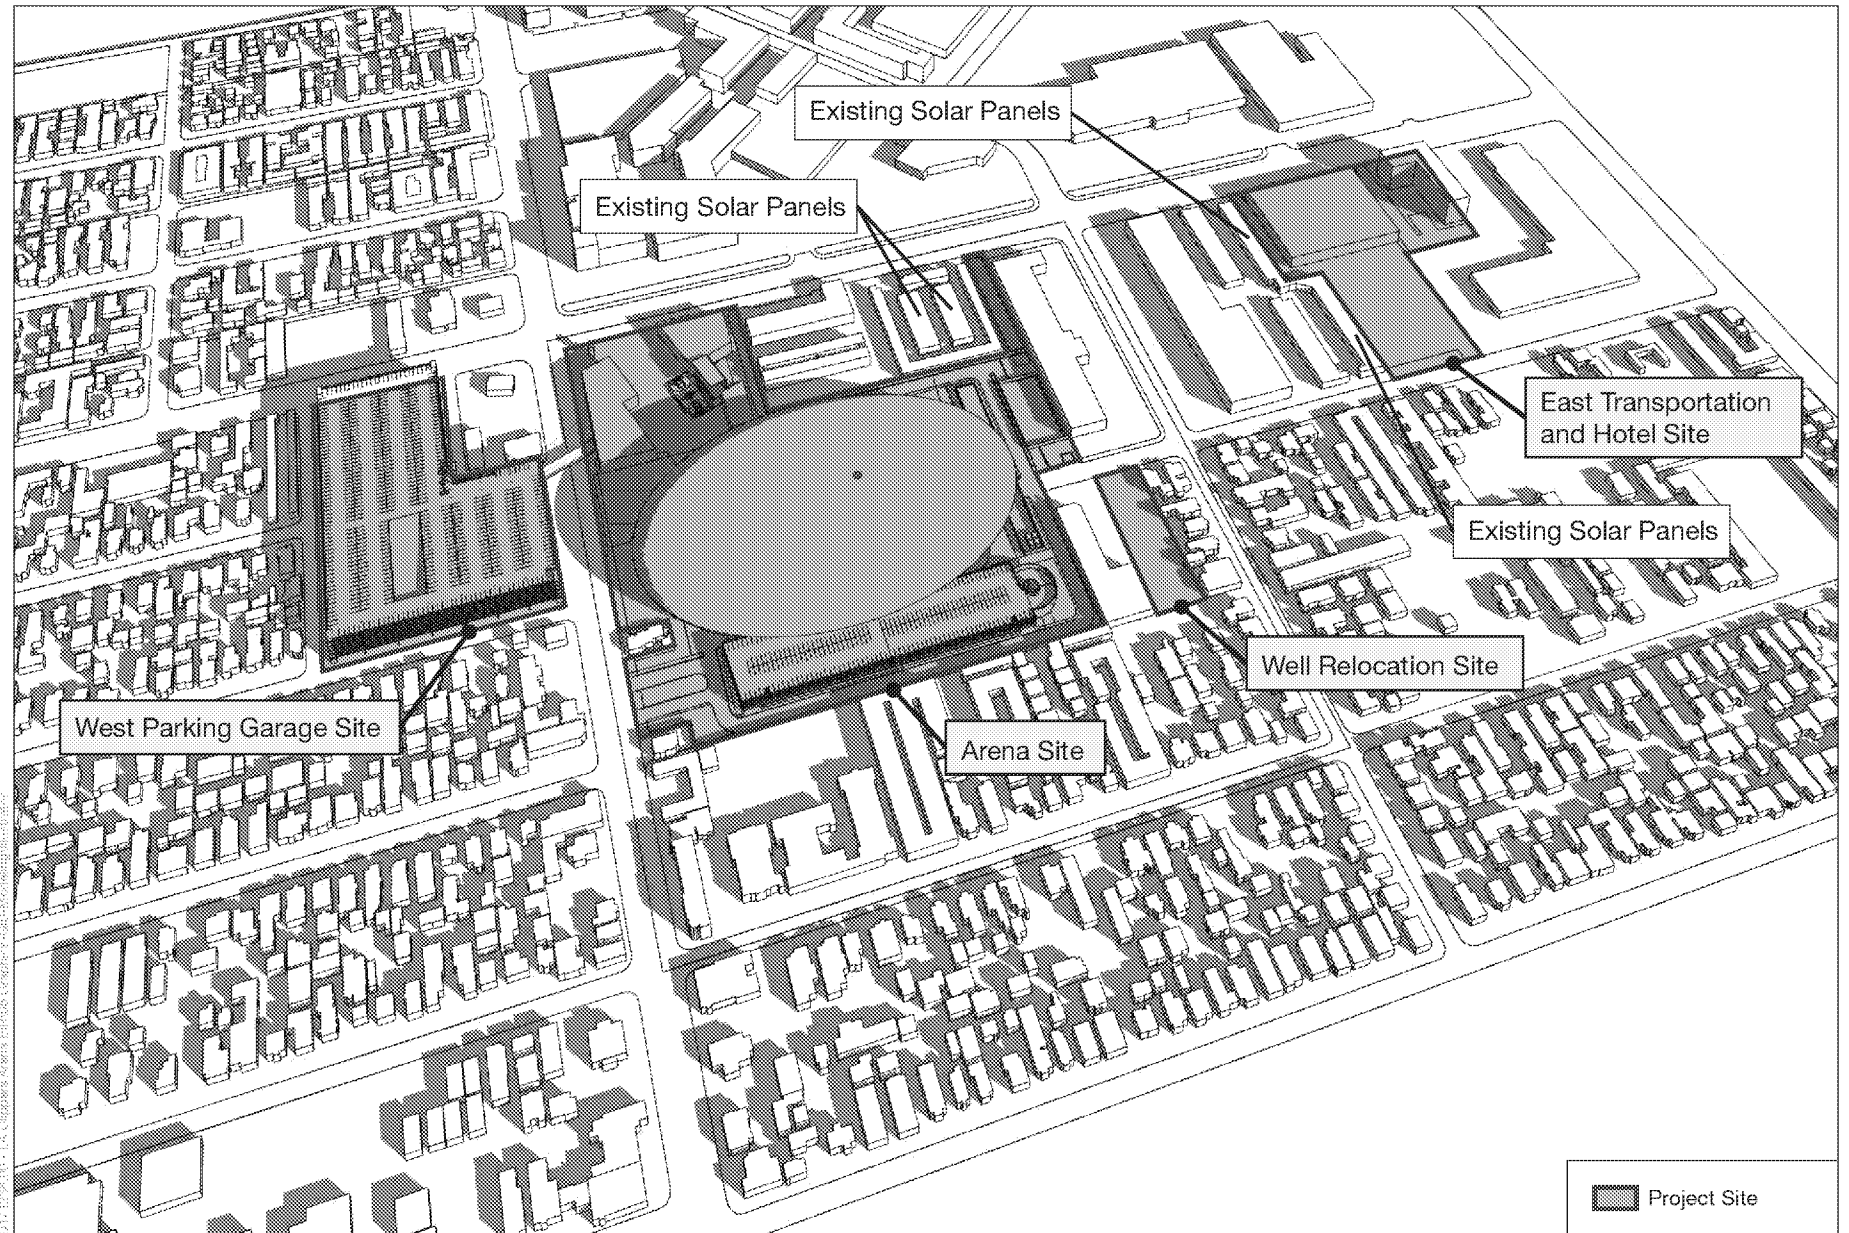 Existing Solar Panels
Existing Solar Panels
East Transportation
and Hotel Site
Existing Solar Panels
Well Relocation Site
West Parking Garage Site
Arena Site
Project Site